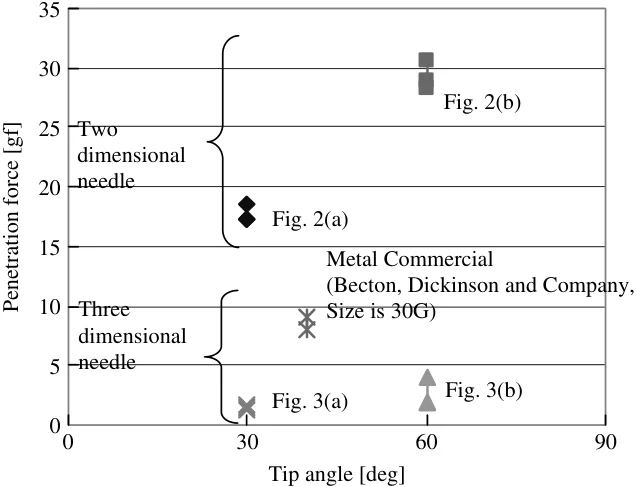 35
30
25
20
15
10
5
0
Penetration force [gf]
Two
dimensional
needle
Fig. 2(b)
Fig. 2(a)
Metal Commercial
(Becton, Dickinson and Company,
Size is 30G)
Three
dimensional
needle
Fig. 3(a)
Fig. 3(b)
0
30
60
90
Tip angle [deg]